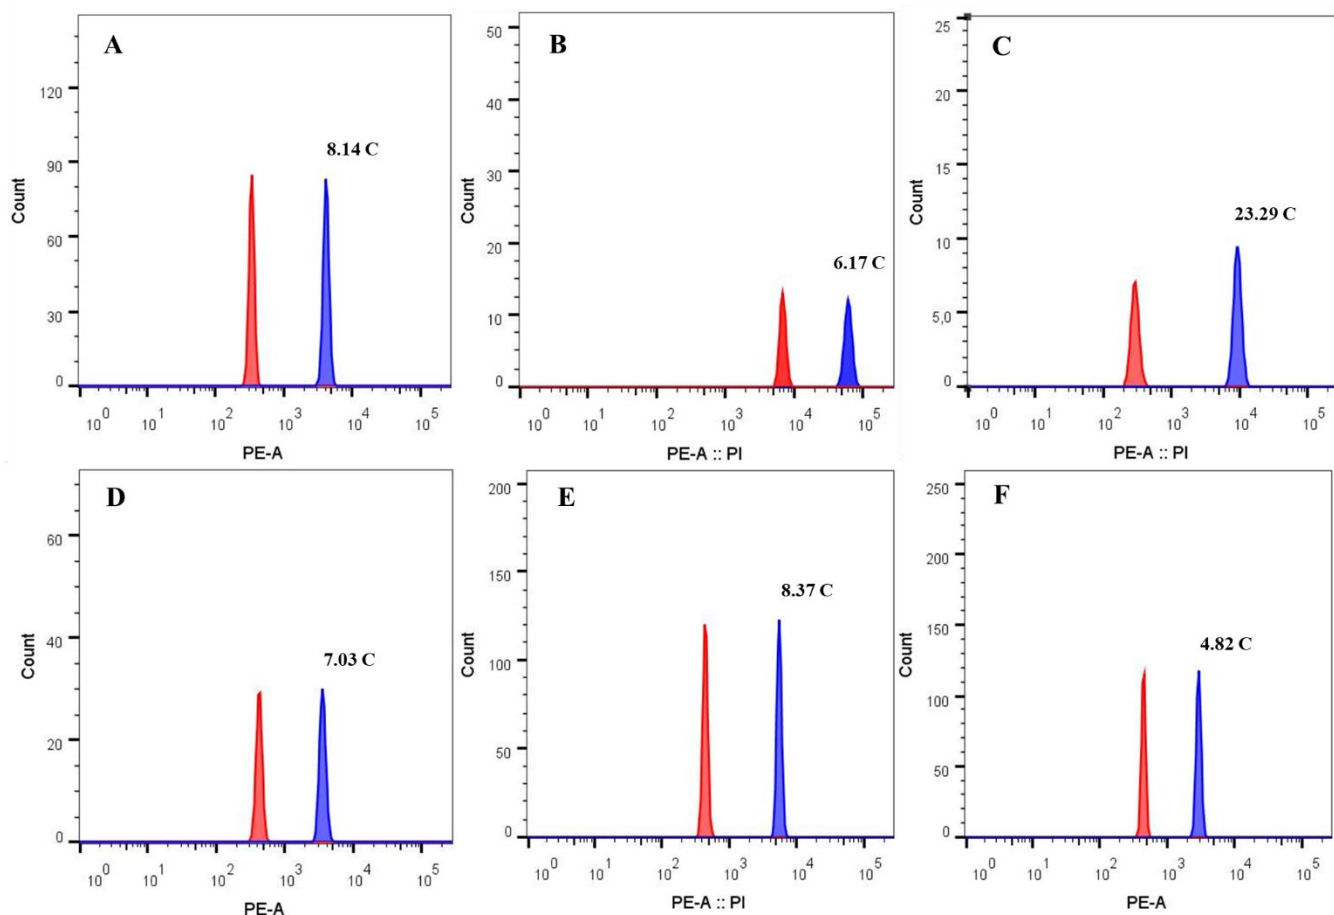 A
8.14 C
120
90
60
30
0
Count
10^0 10^1 10^2 10^3 10^4 10^5
PE-A
B
6.17 C
50
40
30
20
10
0
Count
10^0 10^1 10^2 10^3 10^4 10^5
PE-A :: PI
C
23.29 C
25
20
15
10
5,0
0
Count
10^0 10^1 10^2 10^3 10^4 10^5
PE-A :: PI
D
7.03 C
60
40
20
0
Count
10^0 10^1 10^2 10^3 10^4 10^5
PE-A
E
8.37 C
200
150
100
50
0
Count
10^0 10^1 10^2 10^3 10^4 10^5
PE-A :: PI
F
4.82 C
250
200
150
100
50
0
Count
10^0 10^1 10^2 10^3 10^4 10^5
PE-A